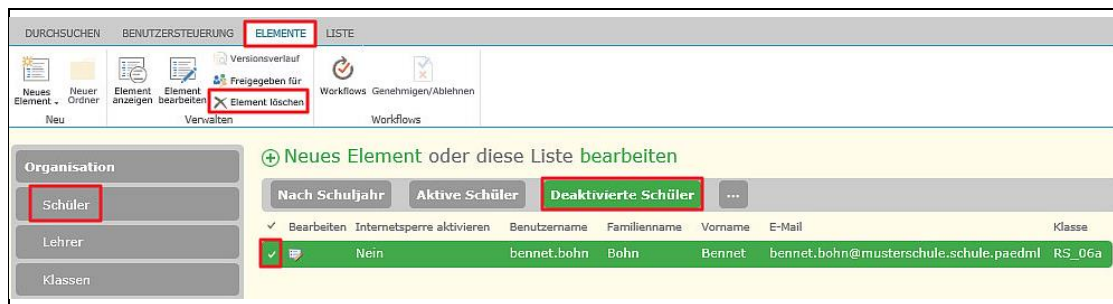 DURCHSUCHEN BENUTZERSTEUERUNG ELEMENTE LISTE
Neues Element
Neuer Ordner
Neu
Element anzeigen
Element bearbeiten
Versionsverlauf
Freigegeben für
Element löschen
Verwalten
Workflows
Genehmigen/Ablehnen
Workflows
Organisation
Schüler
Lehrer
Klassen
Neues Element oder diese Liste bearbeiten
Nach Schuljahr Aktive Schüler Deaktivierte Schüler ...
Bearbeiten Internetsperre aktivieren Benutzername Familienname Vorname E-Mail Klasse
Nein bennet.bohn Bohn Bennet bennet.bohn@musterschule.schule.paedml RS_06a